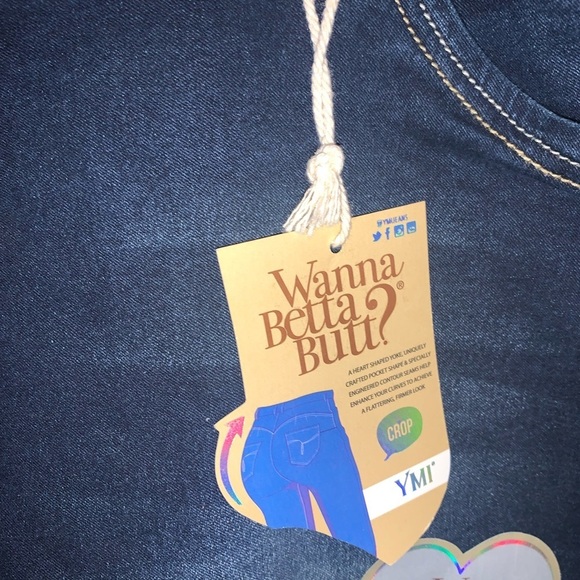 @YMIJEANS
Wanna
Betta
Butt?®
A HEART SHAPED YOKE, UNIQUELY
CRAFTED POCKET SHAPE & SPECIALLY
ENGINEERED CONTOUR SEAMS HELP
ENHANCE YOUR CURVES TO ACHIEVE
A FLATTERING, FIRMER LOOK
CROP
YMI